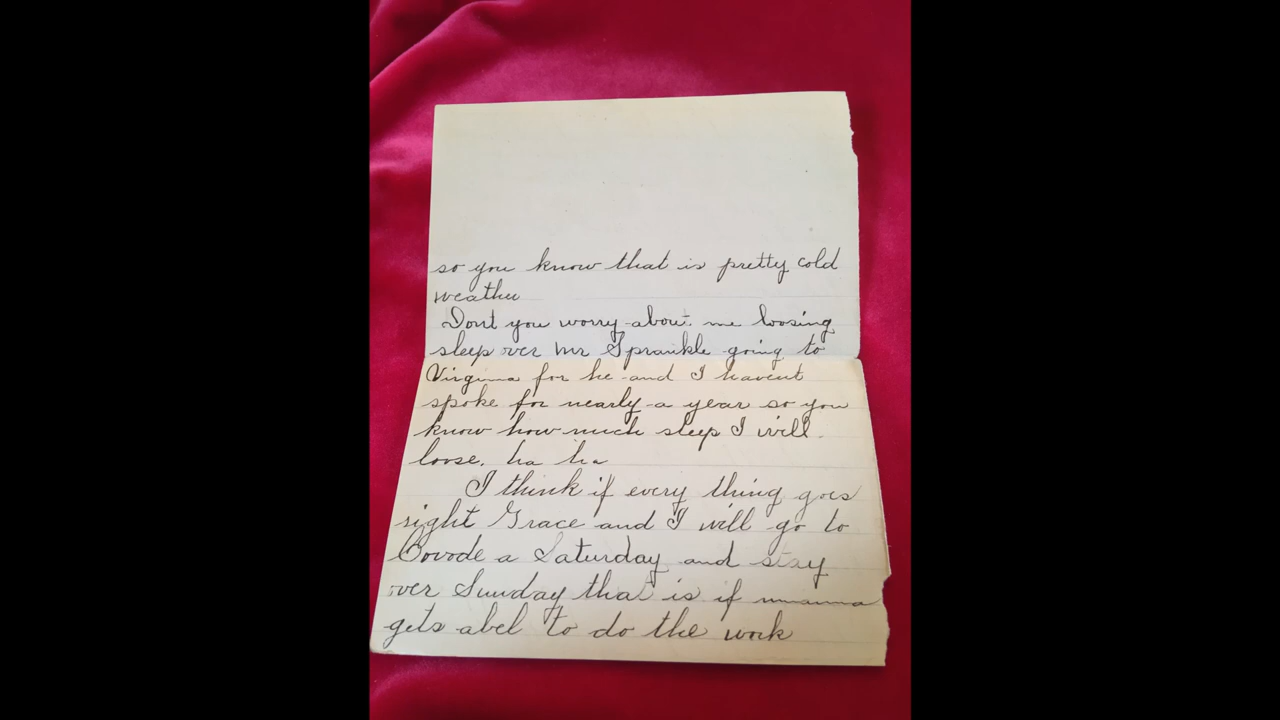 so you know that is pretty cold
weather
Dont you worry about me loosing
sleep over Mr Sprankle going to
Virginia for he and I havent
spoke for nearly a year so you
know how much sleep I will
loose. ha ha
I think if every thing goes
right Grace and I will go to
Covode a Saturday and stay
over Sunday that is if mamma
gets abel to do the work